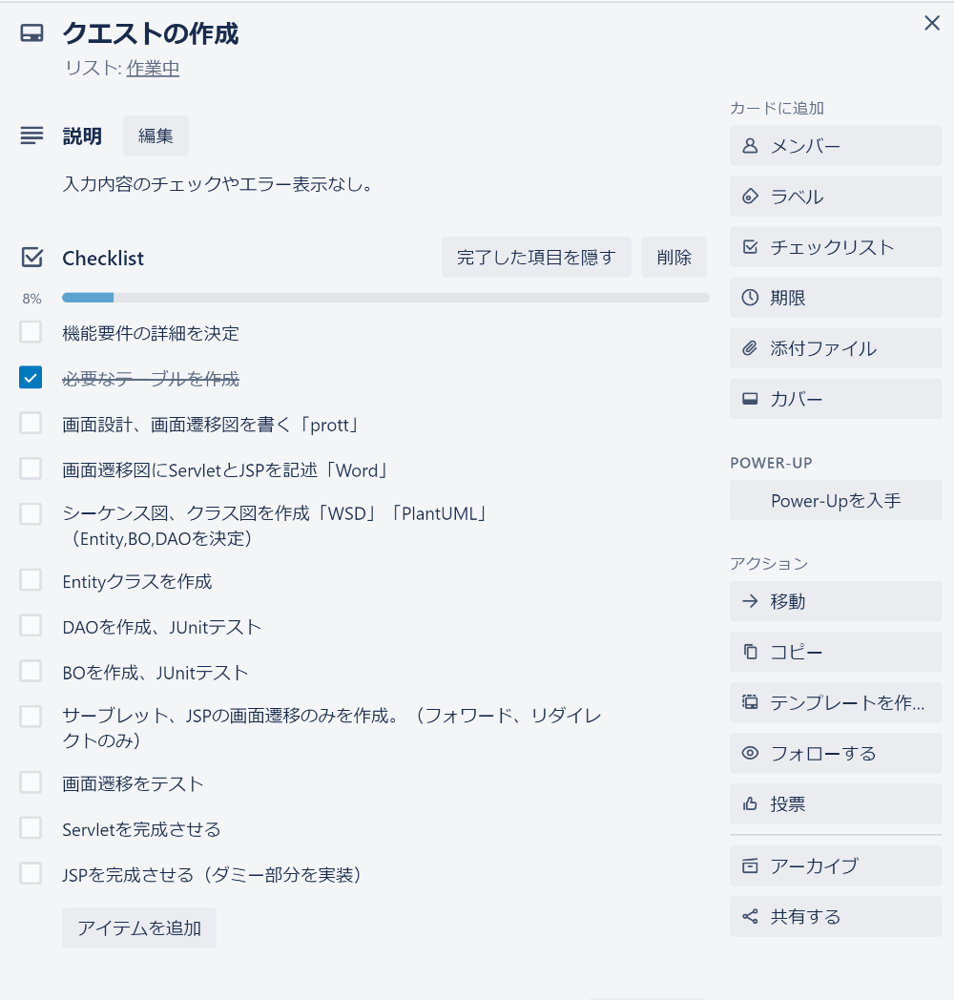 クエストの作成
リスト: 作業中
説明
編集
入力内容のチェックやエラー表示なし。
Checklist
完了した項目を隠す
削除
8%
機能要件の詳細を決定
必要なテーブルを作成
画面設計、画面遷移図を書く「prott」
画面遷移図にServletとJSPを記述「Word」
シーケンス図、クラス図を作成「WSD」「PlantUML」
（Entity,BO,DAOを決定）
Entityクラスを作成
DAOを作成、JUnitテスト
BOを作成、JUnitテスト
サーブレット、JSPの画面遷移のみを作成。（フォワード、リダイレ
クトのみ）
画面遷移をテスト
Servletを完成させる
JSPを完成させる（ダミー部分を実装）
アイテムを追加
カードに追加
メンバー
ラベル
チェックリスト
期限
添付ファイル
カバー
POWER-UP
Power-Upを入手
アクション
移動
コピー
テンプレートを作...
フォローする
投票
アーカイブ
共有する